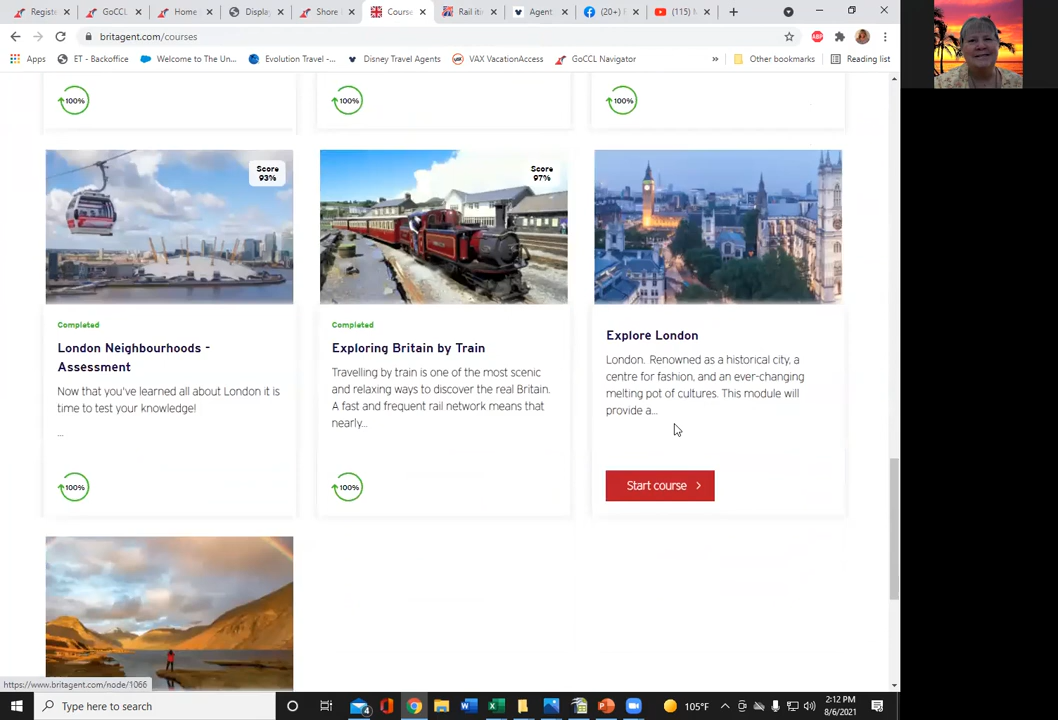 Regist
GoCCL
Home
Display
Shore
Course
Rail iti
Agent
(20+)
(115) M
britagent.com/courses
ABP
Apps
ET - Backoffice
Welcome to The Un...
Evolution Travel -...
Disney Travel Agents
VAX VacationAccess
GoCCL Navigator
»
Other bookmarks
Reading list
100%
100%
100%
Score
93%
Score
97%
Completed
London Neighbourhoods -
Assessment
Now that you've learned all about London it is
time to test your knowledge!
...
100%
Completed
Exploring Britain by Train
Travelling by train is one of the most scenic
and relaxing ways to discover the real Britain.
A fast and frequent rail network means that
nearly...
100%
Explore London
London. Renowned as a historical city, a
centre for fashion, and an ever-changing
melting pot of cultures. This module will
provide a...
Start course
https://www.britagent.com/node/1066
Type here to search
105°F
2:12 PM
8/6/2021